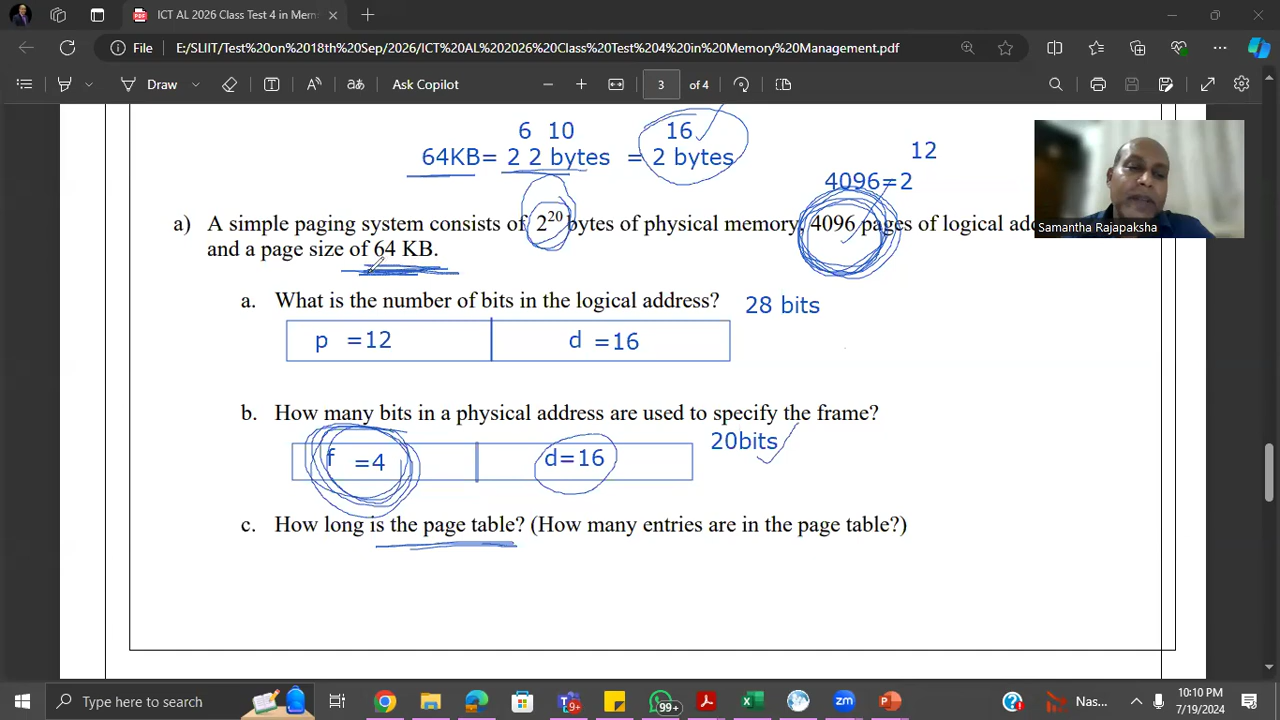 ICT AL 2026 Class Test 4 in Mem
File
E:/SLIIT/Test%20on%2018th%20Sep/2026/ICT%20AL%202026%20Class%20Test%204%20in%20Memory%20Management.pdf
Draw
Ask Copilot
3
of 4
6 10
16
12
64KB= 2 2 bytes = 2 bytes
4096=2
a) A simple paging system consists of 2²⁰ bytes of physical memory, 4096 pages of logical add
Samantha Rajapaksha
and a page size of 64 KB.
a. What is the number of bits in the logical address? 28 bits
p =12 d =16
b. How many bits in a physical address are used to specify the frame?
20bits
f =4 d=16
c. How long is the page table? (How many entries are in the page table?)
Type here to search
9+
99+
zm
Nas...
10:10 PM
7/19/2024